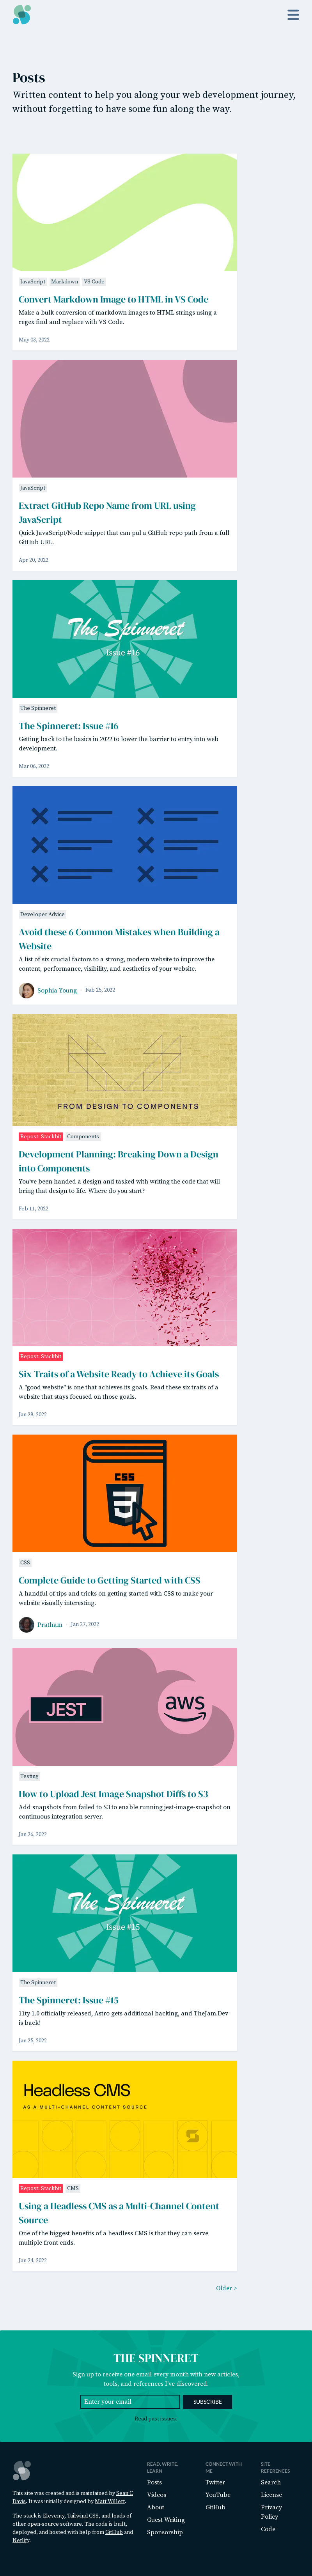 Posts
Written content to help you along your web development journey,
without forgetting to have some fun along the way.
JavaScript Markdown VS Code
Convert Markdown Image to HTML in VS Code
Make a bulk conversion of markdown images to HTML strings using a
regex find and replace with VS Code.
May 03, 2022
JavaScript
Extract GitHub Repo Name from URL using
JavaScript
Quick JavaScript/Node snippet that can pul a GitHub repo path from a full
GitHub URL.
Apr 20, 2022
The Spinneret
Issue #16
The Spinneret
The Spinneret: Issue #16
Getting back to the basics in 2022 to lower the barrier to entry into web
development.
Mar 06, 2022
Developer Advice
Avoid these 6 Common Mistakes when Building a
Website
A list of six crucial factors to a strong, modern website to improve the
content, performance, visibility, and aesthetics of your website.
Sophia Young · Feb 25, 2022
FROM DESIGN TO COMPONENTS
Repost: Stackbit Components
Development Planning: Breaking Down a Design
into Components
You've been handed a design and tasked with writing the code that will
bring that design to life. Where do you start?
Feb 11, 2022
Repost: Stackbit
Six Traits of a Website Ready to Achieve its Goals
A "good website" is one that achieves its goals. Read these six traits of a
website that stays focused on those goals.
Jan 28, 2022
CSS
CSS
Complete Guide to Getting Started with CSS
A handful of tips and tricks on getting started with CSS to make your
website visually interesting.
Pratham · Jan 27, 2022
JEST
aws
Testing
How to Upload Jest Image Snapshot Diffs to S3
Add snapshots from failed to S3 to enable running jest-image-snapshot on
continuous integration server.
Jan 26, 2022
The Spinneret
Issue #15
The Spinneret
The Spinneret: Issue #15
11ty 1.0 officially released, Astro gets additional backing, and TheJam.Dev
is back!
Jan 25, 2022
Headless CMS
AS A MULTI-CHANNEL CONTENT SOURCE
Repost: Stackbit CMS
Using a Headless CMS as a Multi-Channel Content
Source
One of the biggest benefits of a headless CMS is that they can serve
multiple front ends.
Jan 24, 2022
Older >
THE SPINNERET
Sign up to receive one email every month with new articles,
tools, and references I've discovered.
Enter your email SUBSCRIBE
Read past issues.
This site was created and is maintained by Sean C
Davis. It was initially designed by Matt Willett.
The stack is Eleventy, Tailwind CSS, and loads of
other open-source software. The code is built,
deployed, and hosted with help from GitHub and
Netlify.
READ, WRITE,
LEARN
Posts
Videos
About
Guest Writing
Sponsorship
CONNECT WITH
ME
Twitter
YouTube
GitHub
SITE
REFERENCES
Search
License
Privacy
Policy
Code